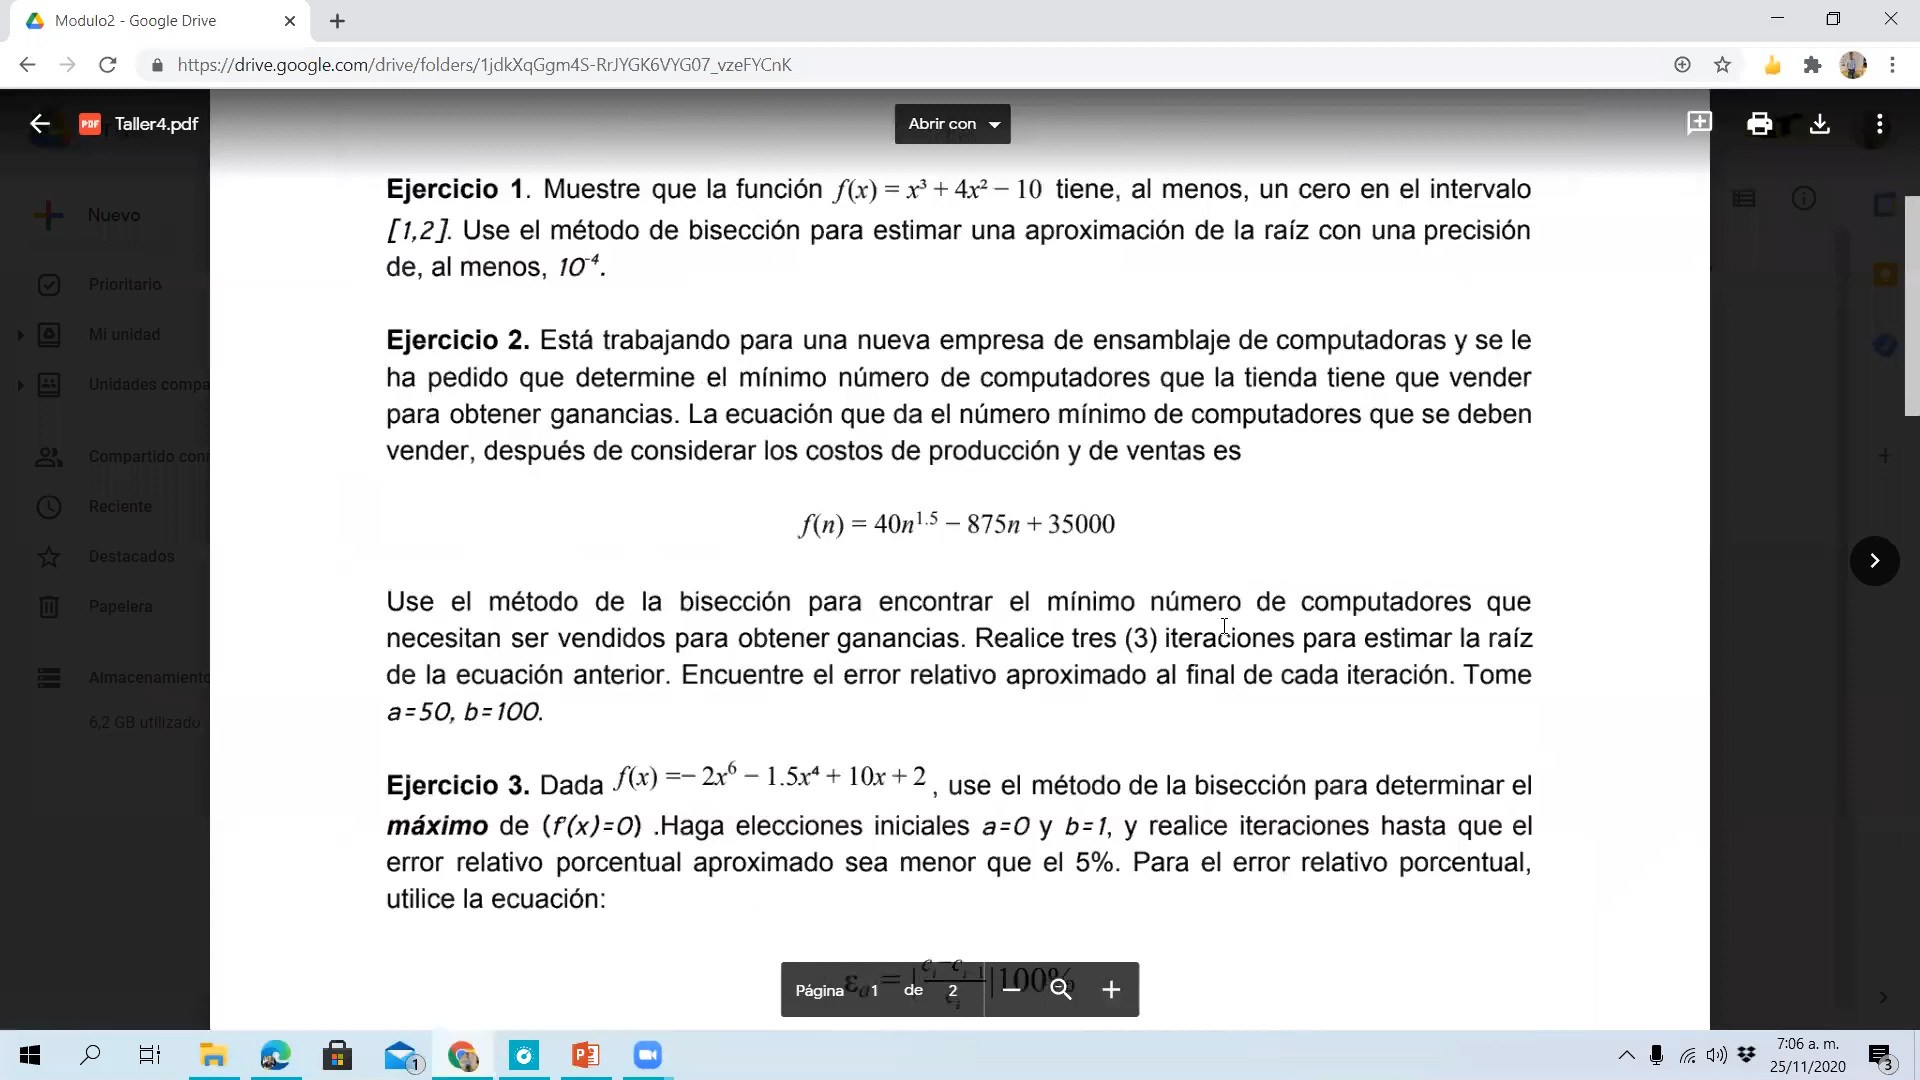 Modulo2 - Google Drive
https://drive.google.com/drive/folders/1jdkXqGgm4S-RrJYGK6VYG07_vzeFYCnK
PDF Taller4.pdf
Abrir con
Nuevo
Prioritario
Mi unidad
Unidades compa
Compartido con
Reciente
Destacados
Papelera
Almacenamiento
6,2 GB utilizado
Ejercicio 1. Muestre que la función f(x) = x³ + 4x² − 10 tiene, al menos, un cero en el intervalo
[1,2]. Use el método de bisección para estimar una aproximación de la raíz con una precisión
de, al menos, 10⁻⁴.
Ejercicio 2. Está trabajando para una nueva empresa de ensamblaje de computadoras y se le
ha pedido que determine el mínimo número de computadores que la tienda tiene que vender
para obtener ganancias. La ecuación que da el número mínimo de computadores que se deben
vender, después de considerar los costos de producción y de ventas es
f(n) = 40n^1.5 − 875n + 35000
Use el método de la bisección para encontrar el mínimo número de computadores que
necesitan ser vendidos para obtener ganancias. Realice tres (3) iteraciones para estimar la raíz
de la ecuación anterior. Encuentre el error relativo aproximado al final de cada iteración. Tome
a=50, b=100.
Ejercicio 3. Dada f(x) =− 2x⁶ − 1.5x⁴ + 10x + 2 , use el método de la bisección para determinar el
máximo de (f'(x)=0) .Haga elecciones iniciales a=0 y b=1, y realice iteraciones hasta que el
error relativo porcentual aproximado sea menor que el 5%. Para el error relativo porcentual,
utilice la ecuación:
Página 1 de 2
|100%
1
7:06 a. m.
25/11/2020
3